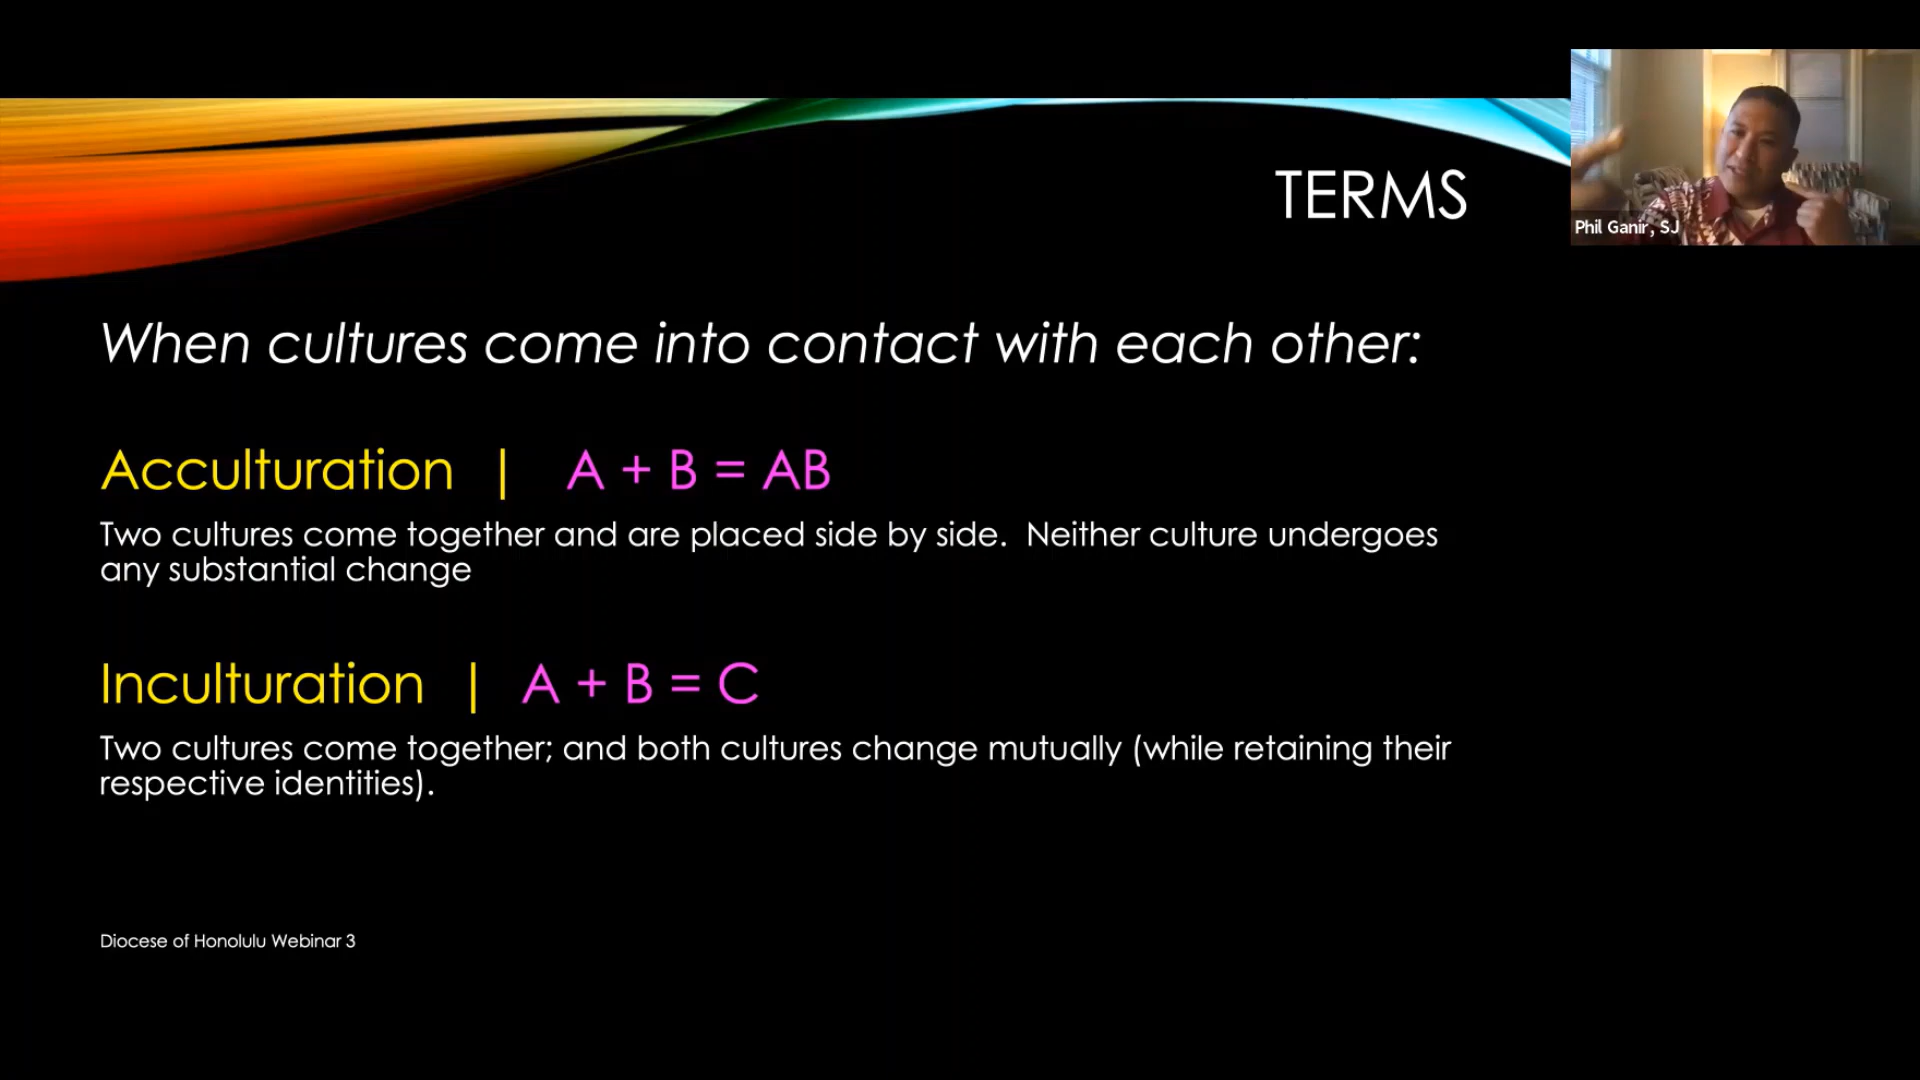 TERMS
Phil Ganir, SJ
When cultures come into contact with each other:
Acculturation | A + B = AB
Two cultures come together and are placed side by side. Neither culture undergoes
any substantial change
Inculturation | A + B = C
Two cultures come together; and both cultures change mutually (while retaining their
respective identities).
Diocese of Honolulu Webinar 3